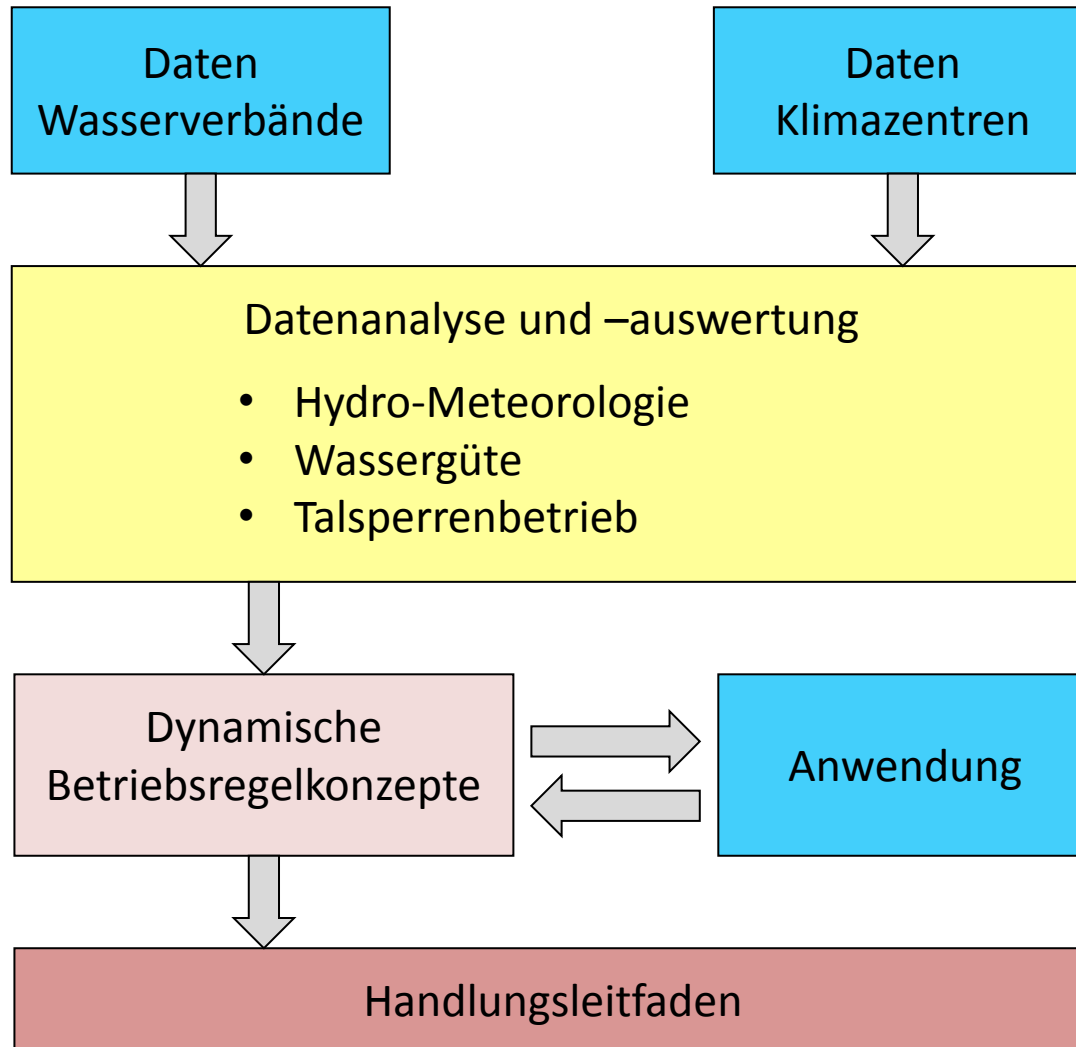 Daten
Wasserverbände
Daten
Klimazentren
Datenanalyse und –auswertung
• Hydro-Meteorologie
• Wassergüte
• Talsperrenbetrieb
Dynamische
Betriebsregelkonzepte
Anwendung
Handlungsleitfaden